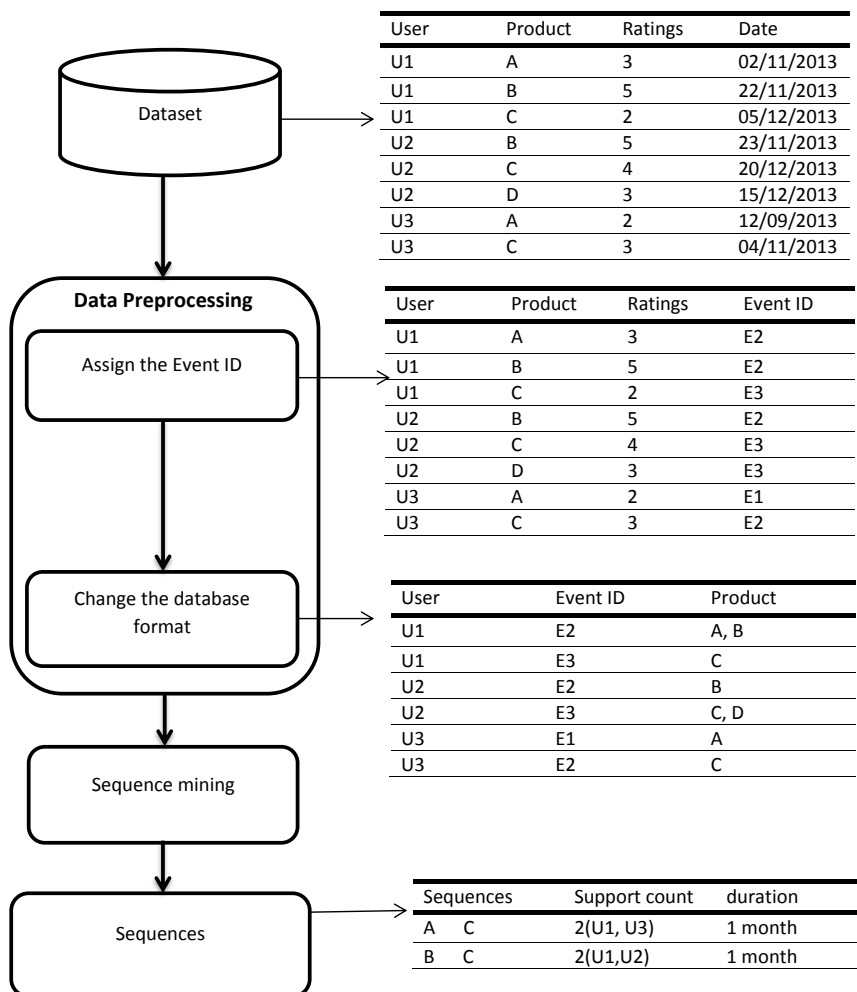 User Product Ratings Date
U1 A 3 02/11/2013
U1 B 5 22/11/2013
U1 C 2 05/12/2013
U2 B 5 23/11/2013
U2 C 4 20/12/2013
U2 D 3 15/12/2013
U3 A 2 12/09/2013
U3 C 3 04/11/2013
Dataset
Data Preprocessing
Assign the Event ID
User Product Ratings Event ID
U1 A 3 E2
U1 B 5 E2
U1 C 2 E3
U2 B 5 E2
U2 C 4 E3
U2 D 3 E3
U3 A 2 E1
U3 C 3 E2
Change the database
format
User Event ID Product
U1 E2 A, B
U1 E3 C
U2 E2 B
U2 E3 C, D
U3 E1 A
U3 E2 C
Sequence mining
Sequences
Sequences Support count duration
A C 2(U1, U3) 1 month
B C 2(U1,U2) 1 month